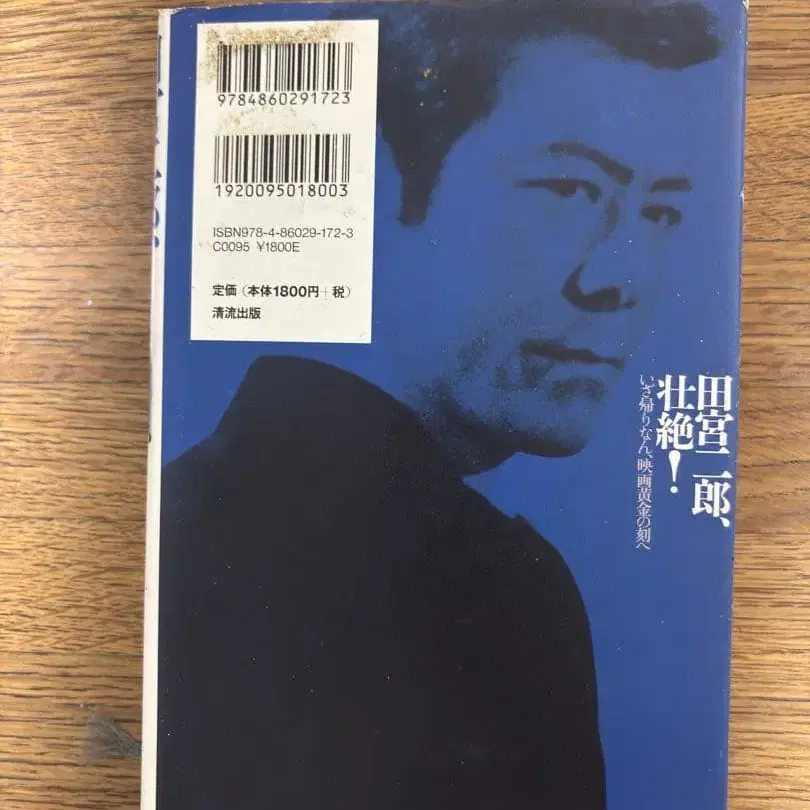 9784860291723
1920095018003
ISBN978-4-86029-172-3
C0095 ¥1800E
定価（本体1800円＋税）
清流出版
田宮二郎、
壮絶！
いざ帰りなん、映画黄金の刻へ